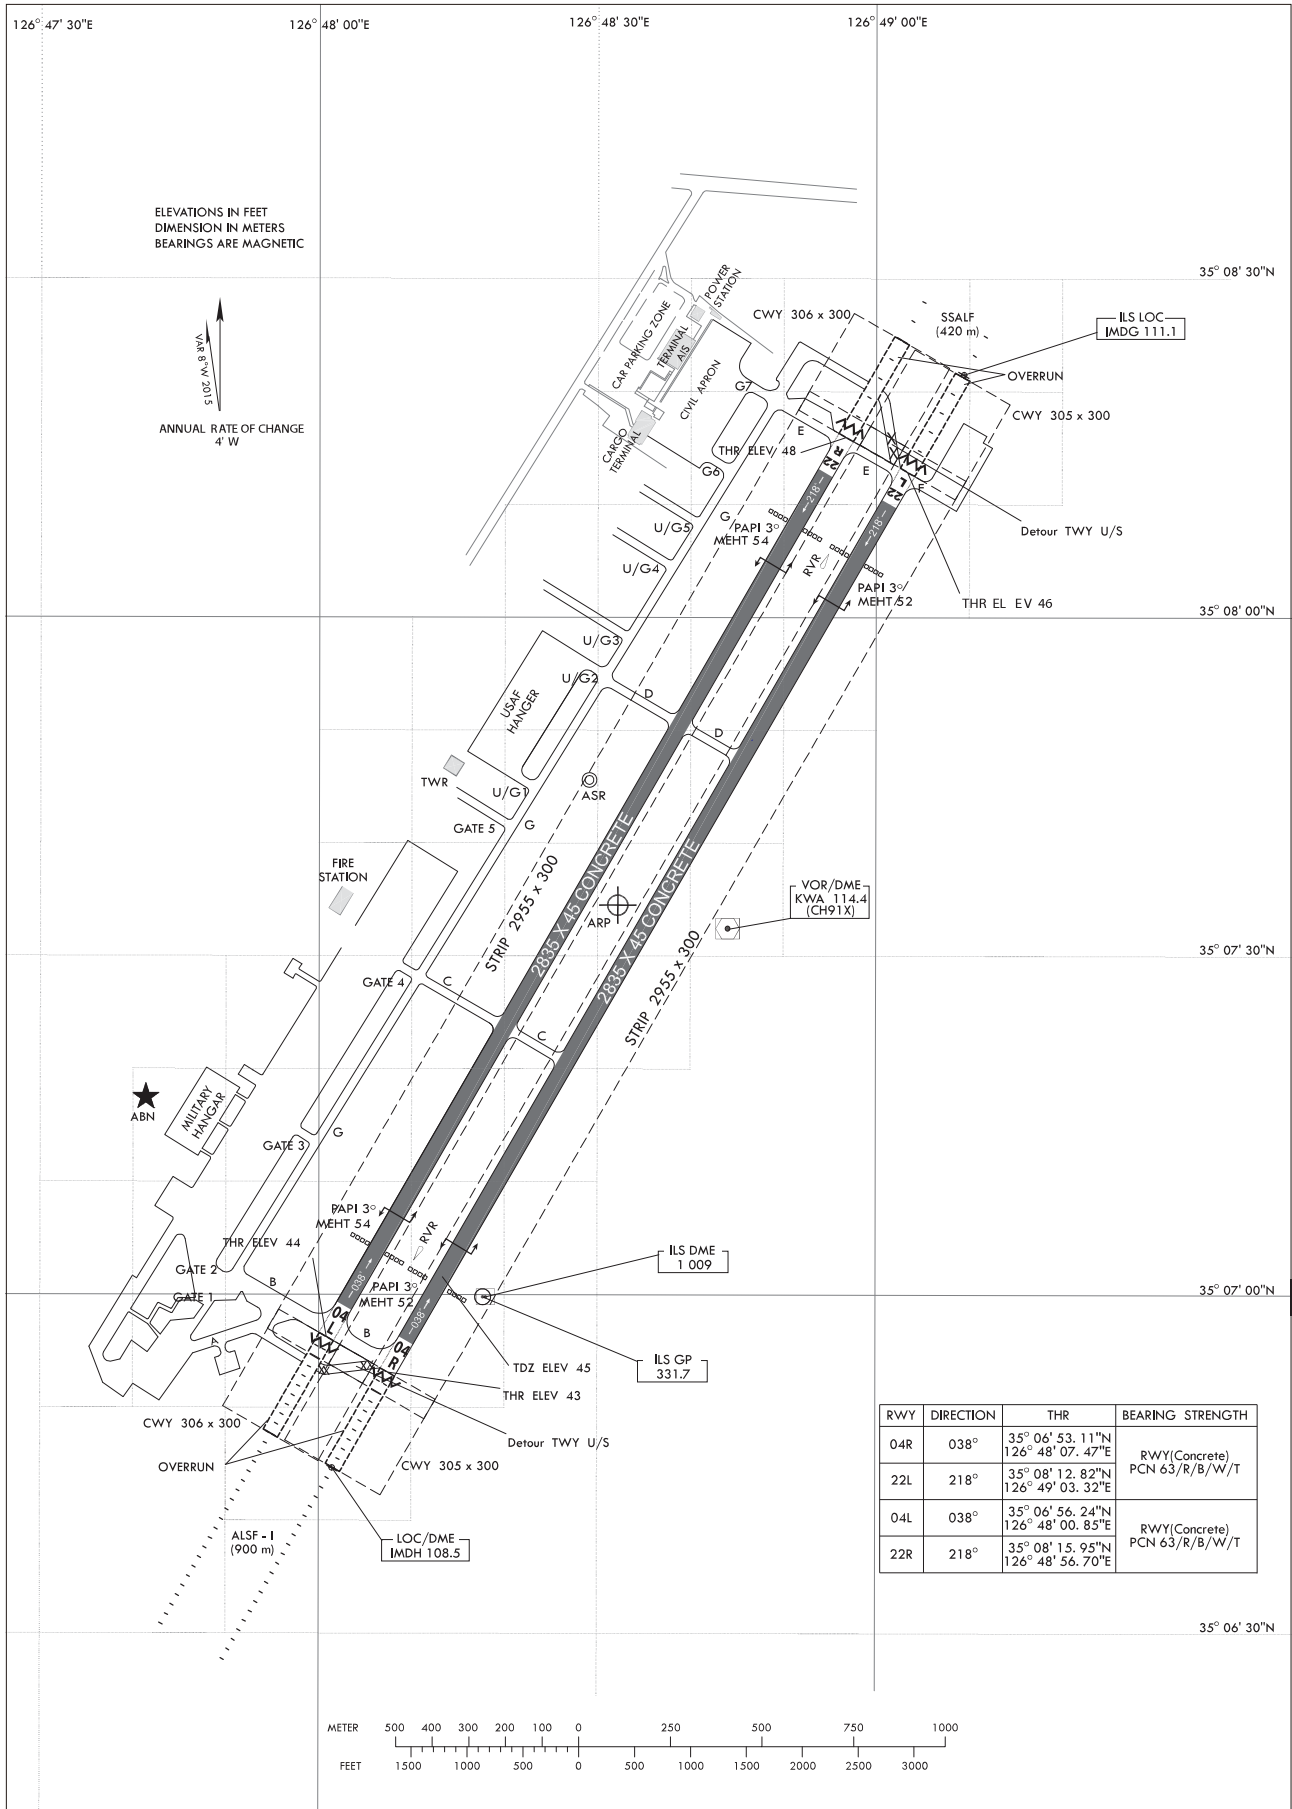 126° 47' 30"E
126° 48' 00"E
126° 48' 30"E
126° 49' 00"E
ELEVATIONS IN FEET
DIMENSION IN METERS
BEARINGS ARE MAGNETIC
VAR 8°W 2015
ANNUAL RATE OF CHANGE
4' W
35° 08' 30"N
POWER
STATION
CAR PARKING ZONE
TERMINAL
A/S
CIVIL APRON
CARGO
TERMINAL
CWY 306 x 300
SSALF
(420 m)
ILS LOC
IMDG 111.1
OVERRUN
CWY 305 x 300
G7
E
THR ELEV 48
22
R
E
22
L
F
G6
G
218°
218°
U/G5
PAPI 3°
MEHT 54
Detour TWY U/S
U/G4
RVR
PAPI 3°
MEHT 52
THR EL EV 46
35° 08' 00"N
U/G3
U/G2
USAF
HANGER
D
D
TWR
U/G1
ASR
GATE 5
G
FIRE
STATION
STRIP 2955 x 300
2835 X 45 CONCRETE
2835 X 45 CONCRETE
ARP
VOR/DME
KWA 114.4
(CH91X)
STRIP 2955 x 300
35° 07' 30"N
GATE 4
C
C
ABN
MILITARY
HANGAR
GATE 3
G
PAPI 3°
MEHT 54
RVR
THR ELEV 44
ILS DME
1 009
GATE 2
B
038°
PAPI 3°
MEHT 52
GATE 1
35° 07' 00"N
038°
04
L
B
04
R
A
ILS GP
331.7
TDZ ELEV 45
THR ELEV 43
CWY 306 x 300
Detour TWY U/S
OVERRUN
CWY 305 x 300
ALSF - I
(900 m)
LOC/DME
IMDH 108.5
RWY DIRECTION THR BEARING STRENGTH
04R 038° 35° 06' 53. 11"N
126° 48' 07. 47"E
RWY(Concrete)
PCN 63/R/B/W/T
22L 218° 35° 08' 12. 82"N
126° 49' 03. 32"E
04L 038° 35° 06' 56. 24"N
126° 48' 00. 85"E
RWY(Concrete)
PCN 63/R/B/W/T
22R 218° 35° 08' 15. 95"N
126° 48' 56. 70"E
35° 06' 30"N
METER 500 400 300 200 100 0 250 500 750 1000
FEET 1500 1000 500 0 500 1000 1500 2000 2500 3000